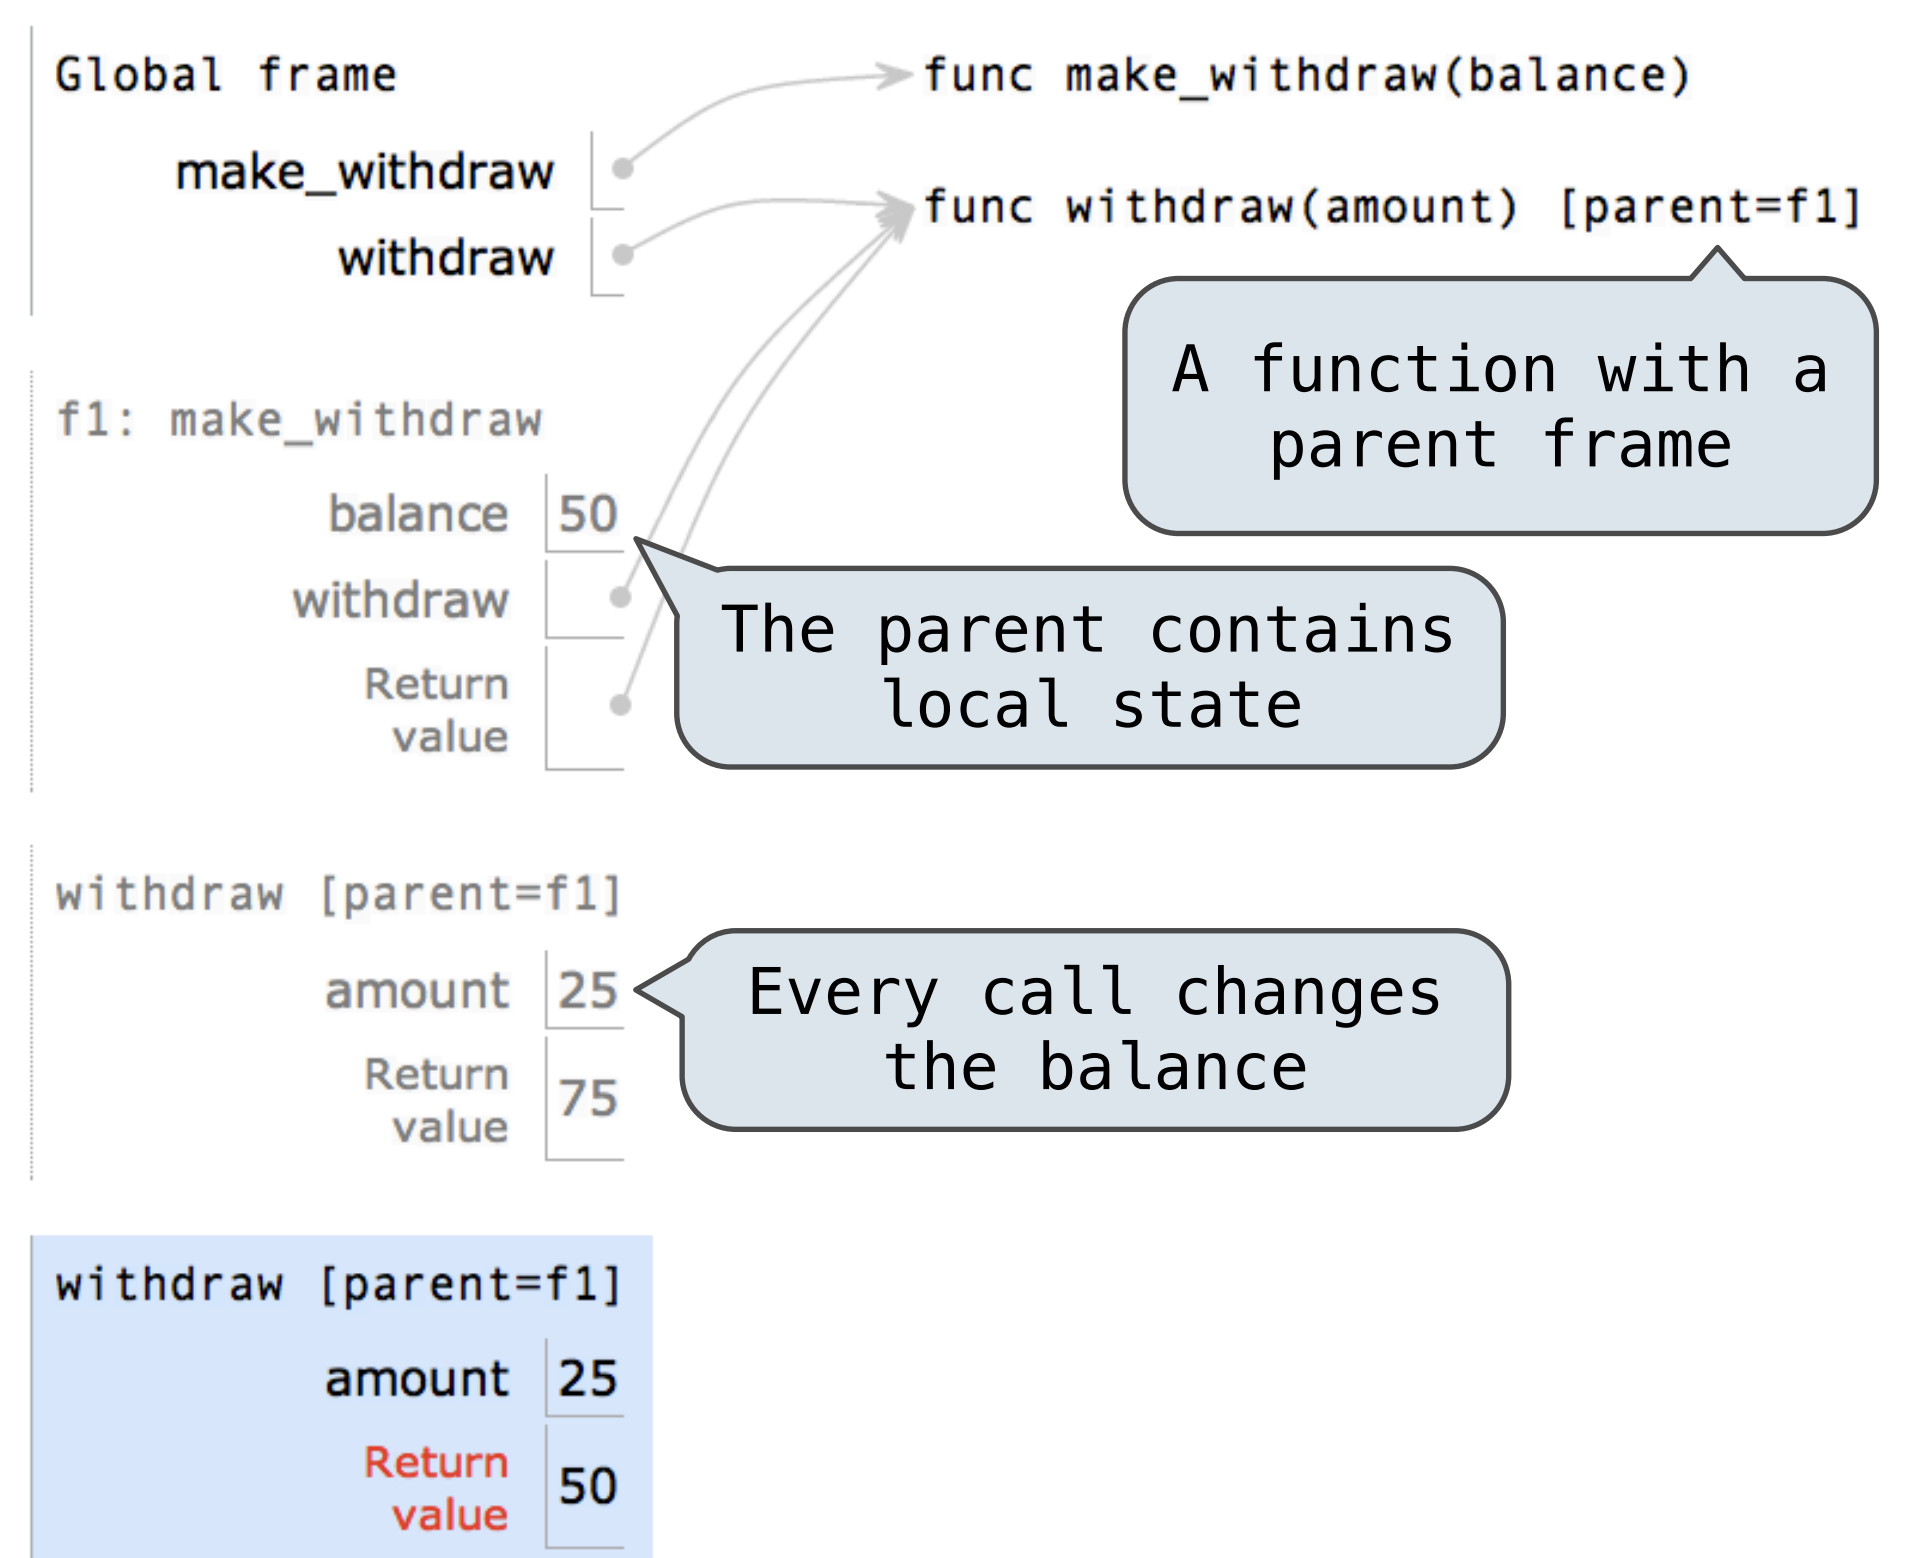 Global frame
make_withdraw
withdraw
func make_withdraw(balance)
func withdraw(amount) [parent=f1]
A function with a
parent frame
f1: make_withdraw
balance 50
withdraw
Return
value
The parent contains
local state
withdraw [parent=f1]
amount 25
Return
value 75
Every call changes
the balance
withdraw [parent=f1]
amount 25
Return
value 50